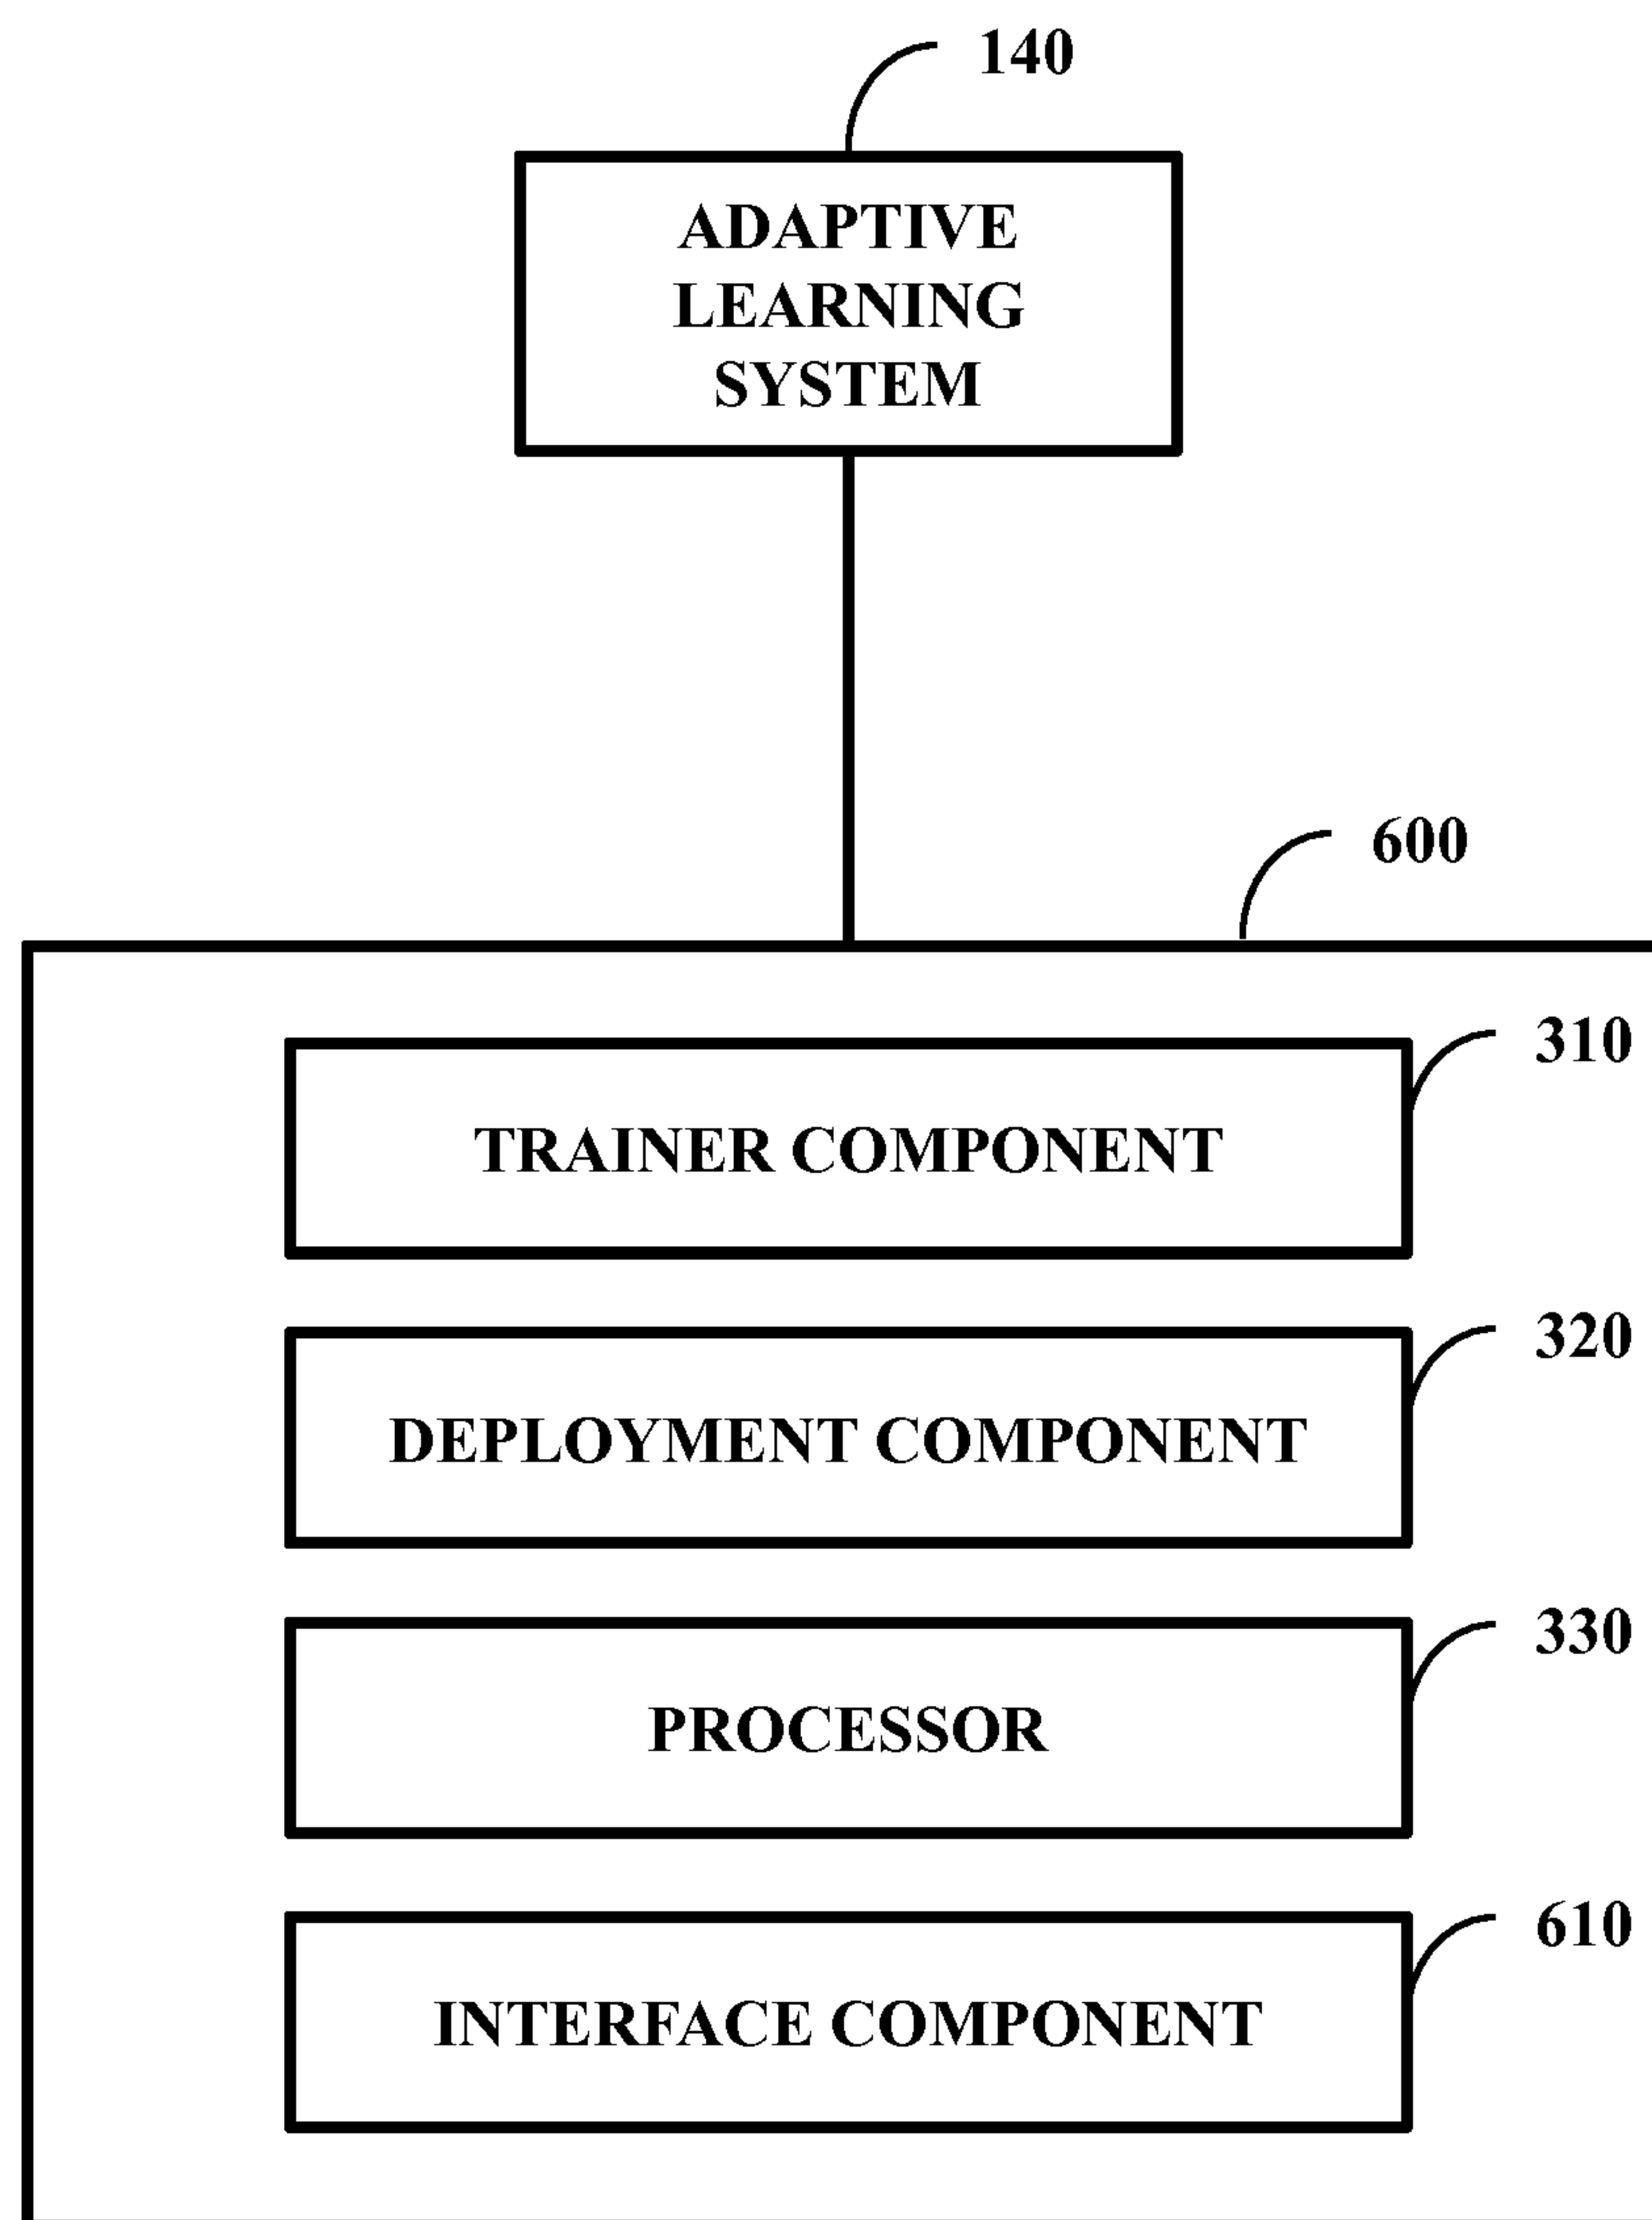 140
ADAPTIVE
LEARNING
SYSTEM
600
310
TRAINER COMPONENT
320
DEPLOYMENT COMPONENT
330
PROCESSOR
610
INTERFACE COMPONENT